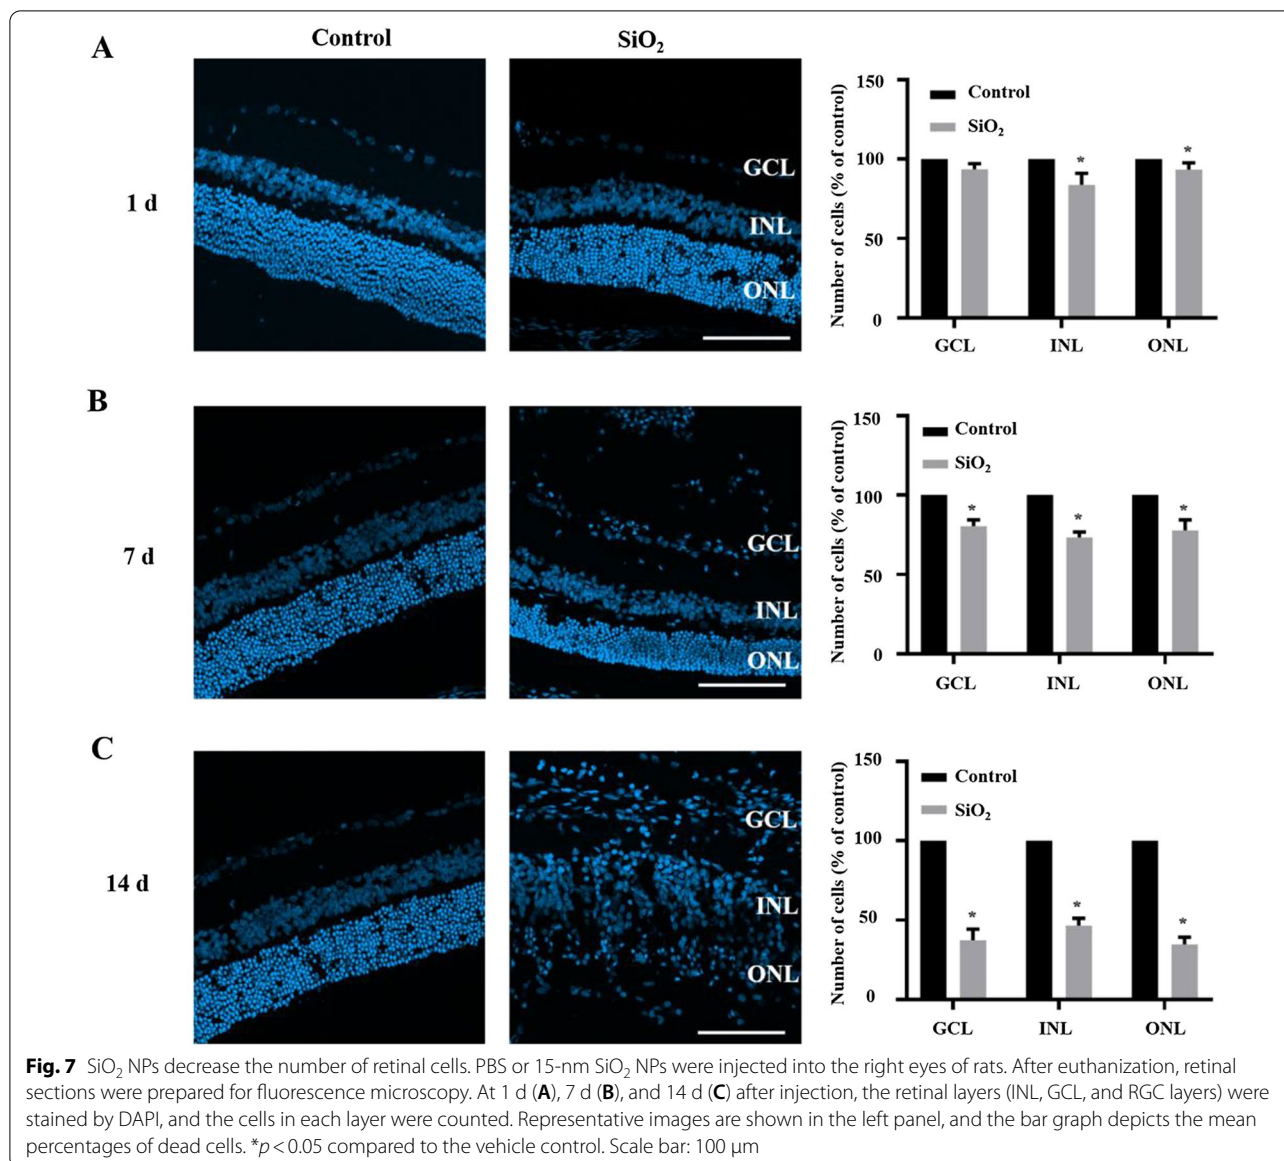 A
Control
SiO₂
1 d
GCL
INL
ONL
Number of cells (% of control)
150
100
50
0
Control
SiO₂
*
*
GCL
INL
ONL
B
7 d
GCL
INL
ONL
Number of cells (% of control)
150
100
50
0
Control
SiO₂
*
*
*
GCL
INL
ONL
C
14 d
GCL
INL
ONL
Number of cells (% of control)
150
100
50
0
Control
SiO₂
*
*
*
GCL
INL
ONL
Fig. 7 SiO₂ NPs decrease the number of retinal cells. PBS or 15-nm SiO₂ NPs were injected into the right eyes of rats. After euthanization, retinal
sections were prepared for fluorescence microscopy. At 1 d (A), 7 d (B), and 14 d (C) after injection, the retinal layers (INL, GCL, and RGC layers) were
stained by DAPI, and the cells in each layer were counted. Representative images are shown in the left panel, and the bar graph depicts the mean
percentages of dead cells. *p < 0.05 compared to the vehicle control. Scale bar: 100 μm